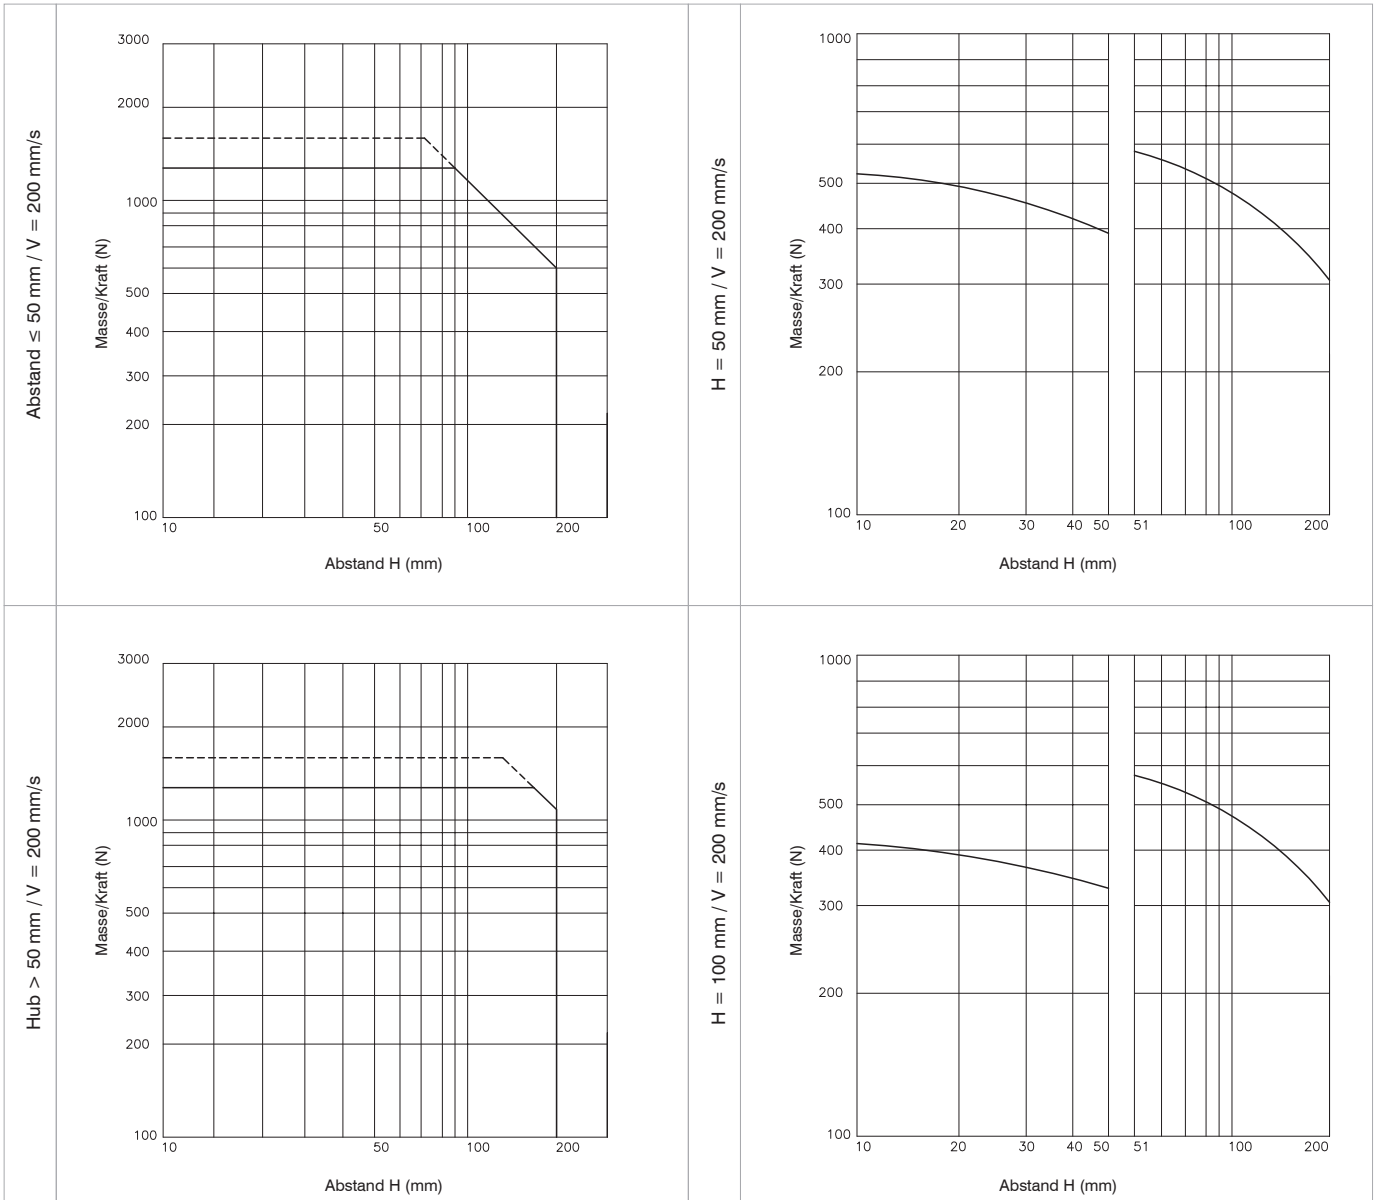 Abstand ≤ 50 mm / V = 200 mm/s
Masse/Kraft (N)
3000
2000
1000
500
400
300
200
100
10 50 100 200
Abstand H (mm)
H = 50 mm / V = 200 mm/s
Masse/Kraft (N)
1000
500
400
300
200
100
10 20 30 40 50 51 100 200
Abstand H (mm)
Hub > 50 mm / V = 200 mm/s
Masse/Kraft (N)
3000
2000
1000
500
400
300
200
100
10 50 100 200
Abstand H (mm)
H = 100 mm / V = 200 mm/s
Masse/Kraft (N)
1000
500
400
300
200
100
10 20 30 40 50 51 100 200
Abstand H (mm)